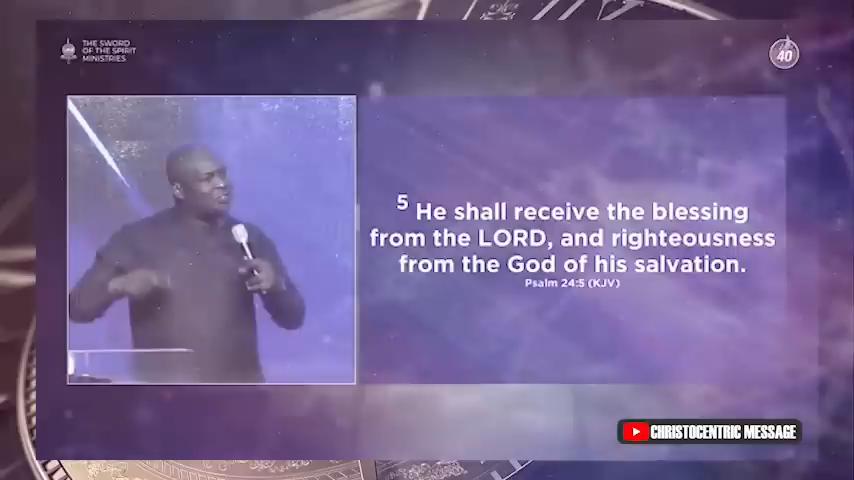 THE SWORD
OF THE SPIRIT
MINISTRIES
40
5 He shall receive the blessing
from the LORD, and righteousness
from the God of his salvation.
Psalm 24:5 (KJV)
CHRISTOCENTRIC MESSAGE